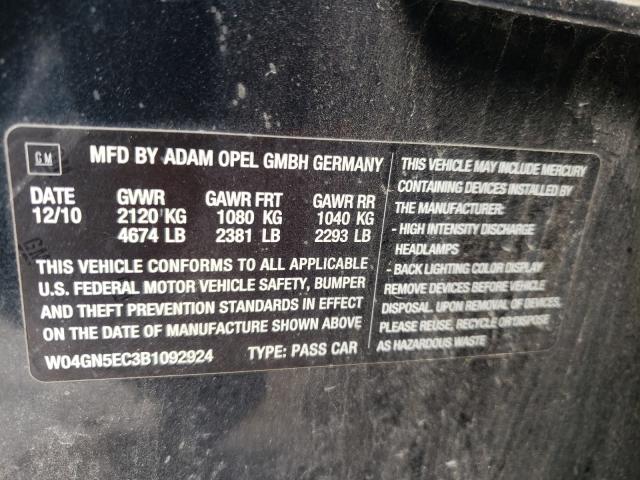 GM
MFD BY ADAM OPEL GMBH GERMANY
DATE GVWR GAWR FRT GAWR RR
12/10 2120 KG 1080 KG 1040 KG
4674 LB 2381 LB 2293 LB
THIS VEHICLE CONFORMS TO ALL APPLICABLE
U.S. FEDERAL MOTOR VEHICLE SAFETY, BUMPER
AND THEFT PREVENTION STANDARDS IN EFFECT
ON THE DATE OF MANUFACTURE SHOWN ABOVE
W04GN5EC3B1092924 TYPE: PASS CAR
THIS VEHICLE MAY INCLUDE MERCURY
CONTAINING DEVICES INSTALLED BY
THE MANUFACTURER:
- HIGH INTENSITY DISCHARGE
HEADLAMPS
- BACK LIGHTING COLOR DISPLAY
REMOVE DEVICES BEFORE VEHICLE
DISPOSAL. UPON REMOVAL OF DEVICES,
PLEASE REUSE, RECYCLE OR DISPOSE
AS HAZARDOUS WASTE